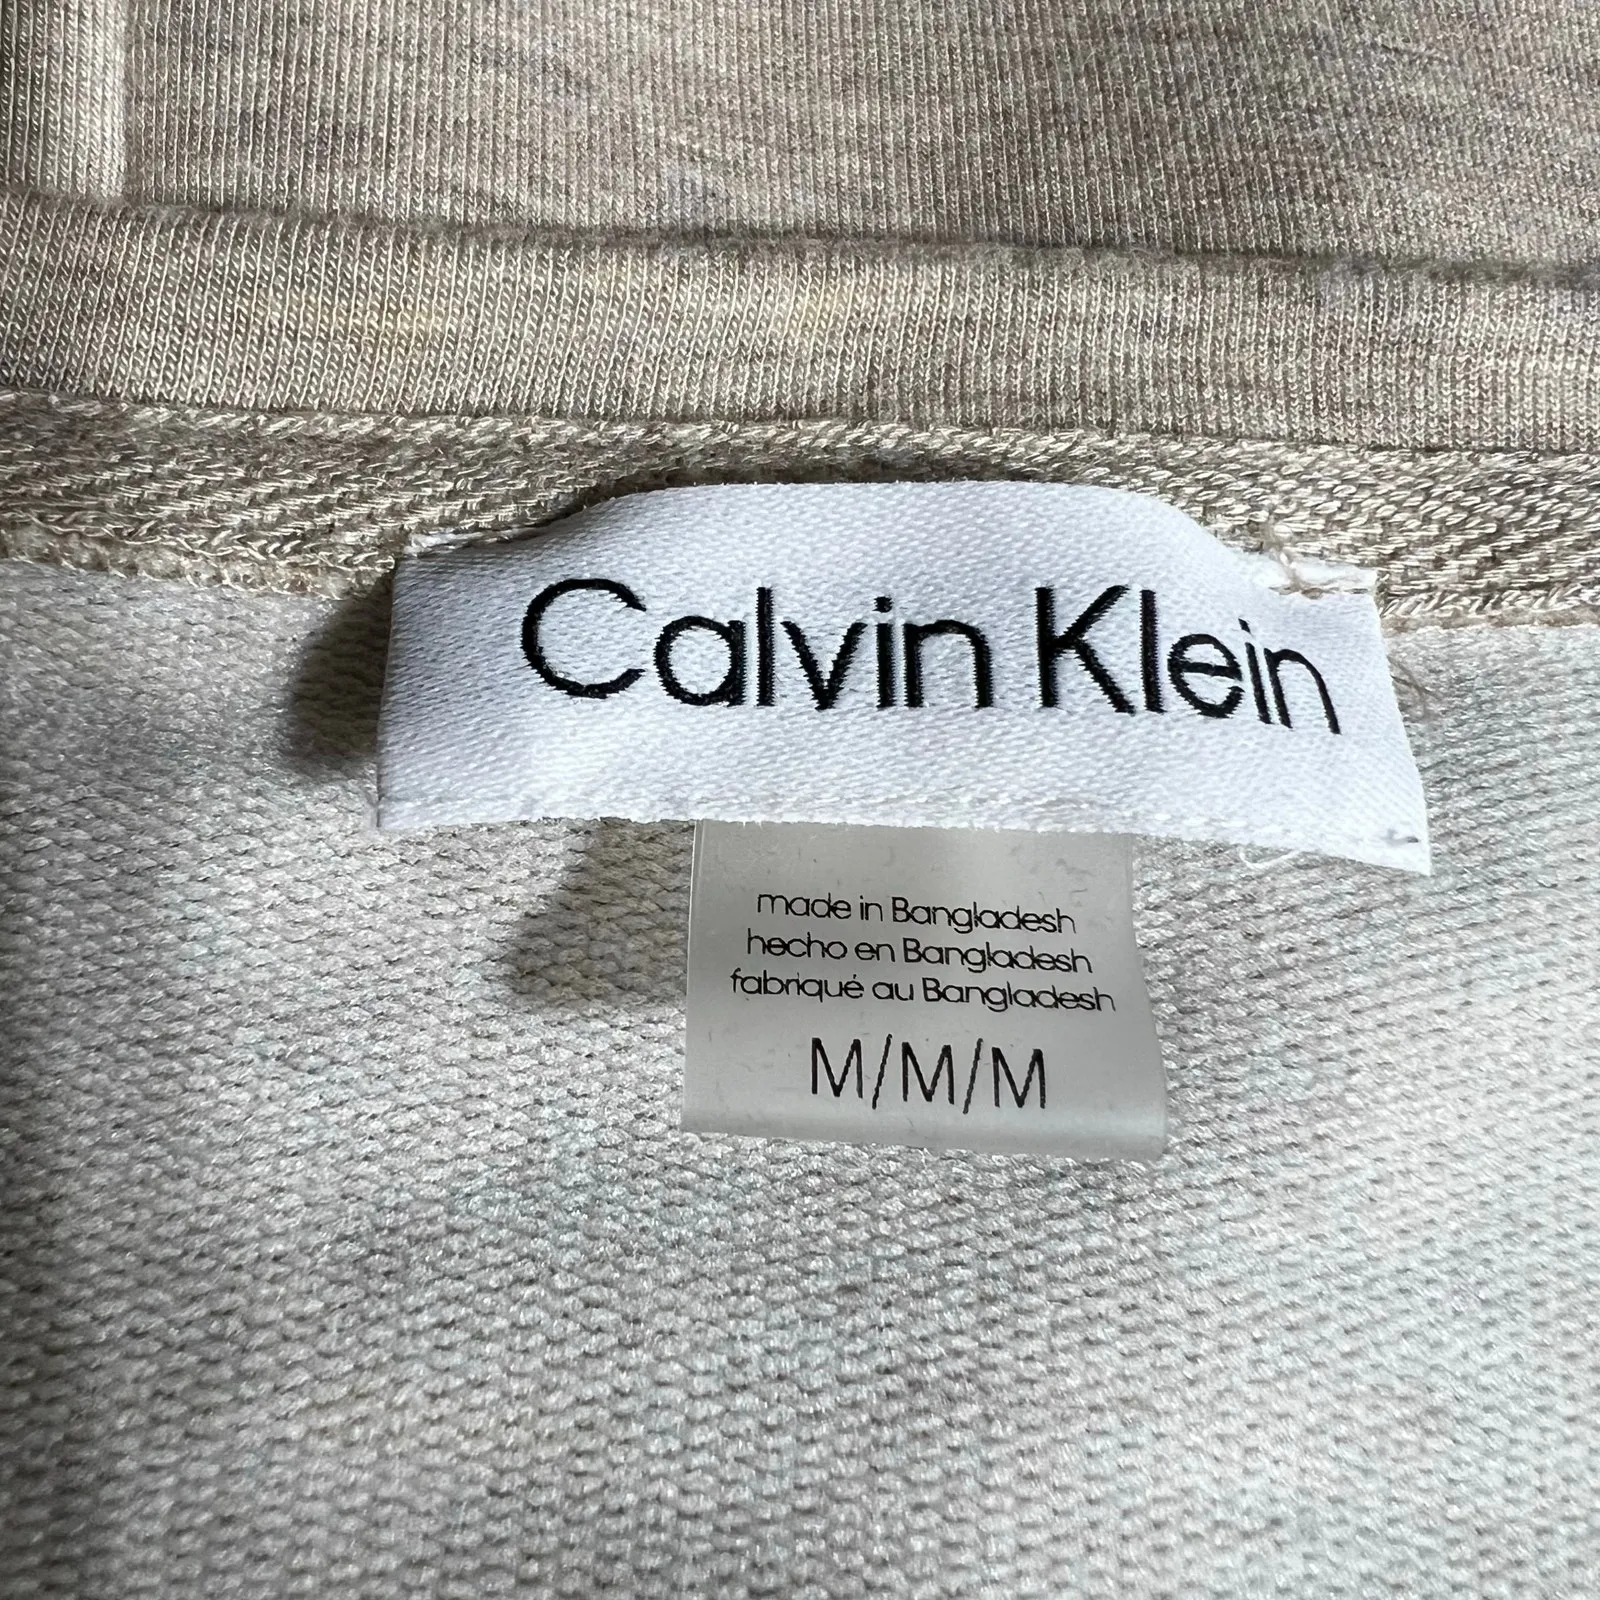 Calvin Klein
made in Bangladesh
hecho en Bangladesh
fabriqué au Bangladesh
M/M/M